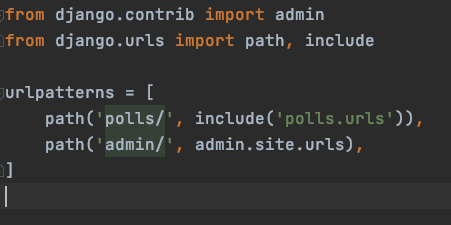 from django.contrib import admin
from django.urls import path, include
urlpatterns = [
    path('polls/', include('polls.urls')),
    path('admin/', admin.site.urls),
]